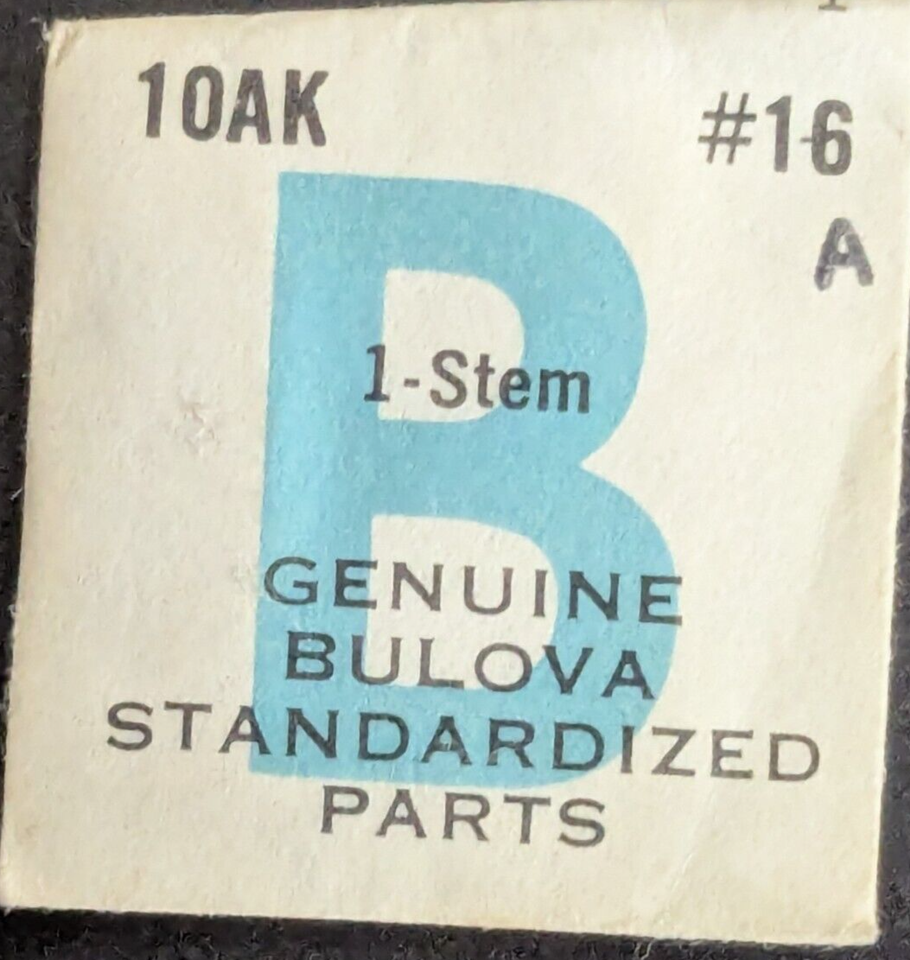 10AK #16
A
B
1-Stem
GENUINE
BULOVA
STANDARDIZED
PARTS